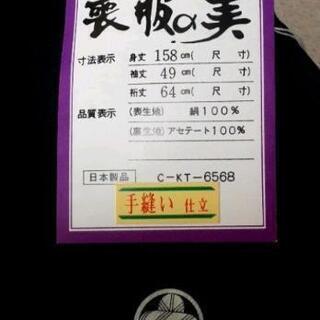 喪服の美
寸法表示 身丈 158 cm( 尺 寸)
袖丈 49 cm( 尺 寸)
裄丈 64 cm( 尺 寸)
品質表示 (表生地) 絹100%
(裏生地) アセテート100%
日本製品 C-KT-6568
手縫い 仕立